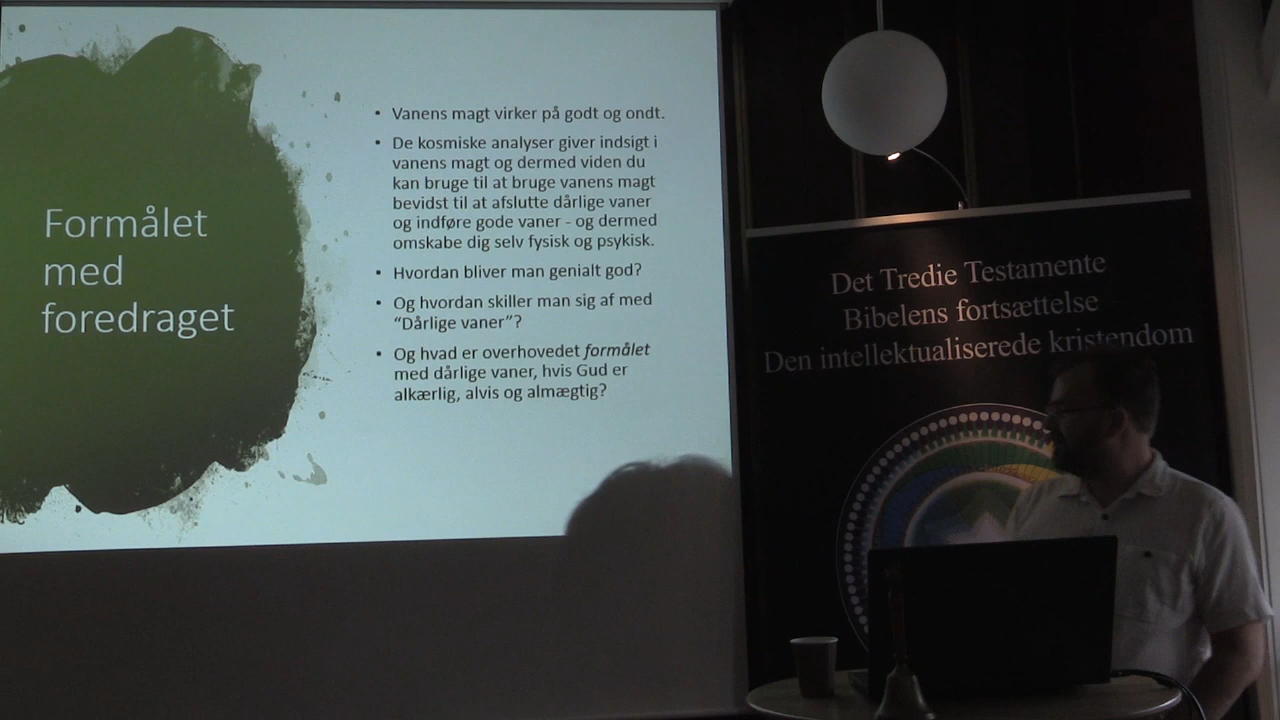 Formålet
med
foredraget
• Vanens magt virker på godt og ondt.
• De kosmiske analyser giver indsigt i
vanens magt og dermed viden du
kan bruge til at bruge vanens magt
bevidst til at afslutte dårlige vaner
og indføre gode vaner - og dermed
omskabe dig selv fysisk og psykisk.
• Hvordan bliver man genialt god?
• Og hvordan skiller man sig af med
“Dårlige vaner”?
• Og hvad er overhovedet formålet
med dårlige vaner, hvis Gud er
alkærlig, alvis og almægtig?
Det Tredie Testamente
Bibelens fortsættelse
Den intellektualiserede kristendom